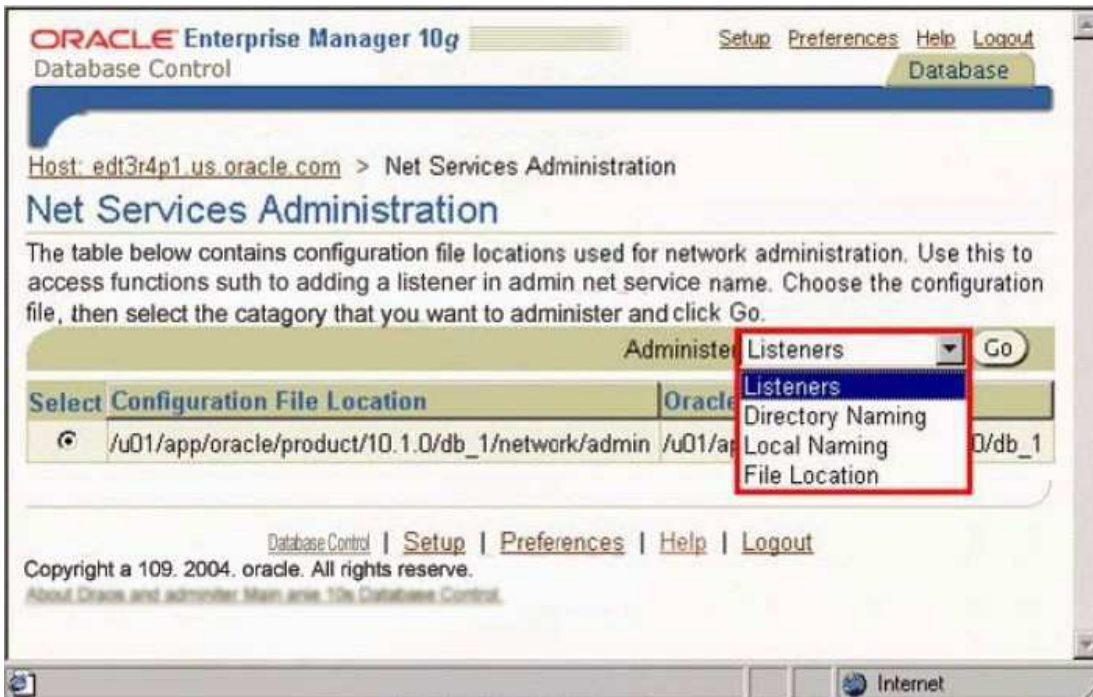 ORACLE Enterprise Manager 10g
Setup Preferences Help Logout
Database Control
Database
Host: edt3r4p1.us.oracle.com > Net Services Administration
Net Services Administration
The table below contains configuration file locations used for network administration. Use this to
access functions suth to adding a listener in admin net service name. Choose the configuration
file, then select the catagory that you want to administer and click Go.
Administer Listeners Go
Listeners
Directory Naming
Local Naming
File Location
Select Configuration File Location Oracle
/u01/app/oracle/product/10.1.0/db_1/network/admin /u01/ap 0/db_1
Database Control | Setup | Preferences | Help | Logout
Copyright a 109. 2004. oracle. All rights reserve.
Database Control.
Internet